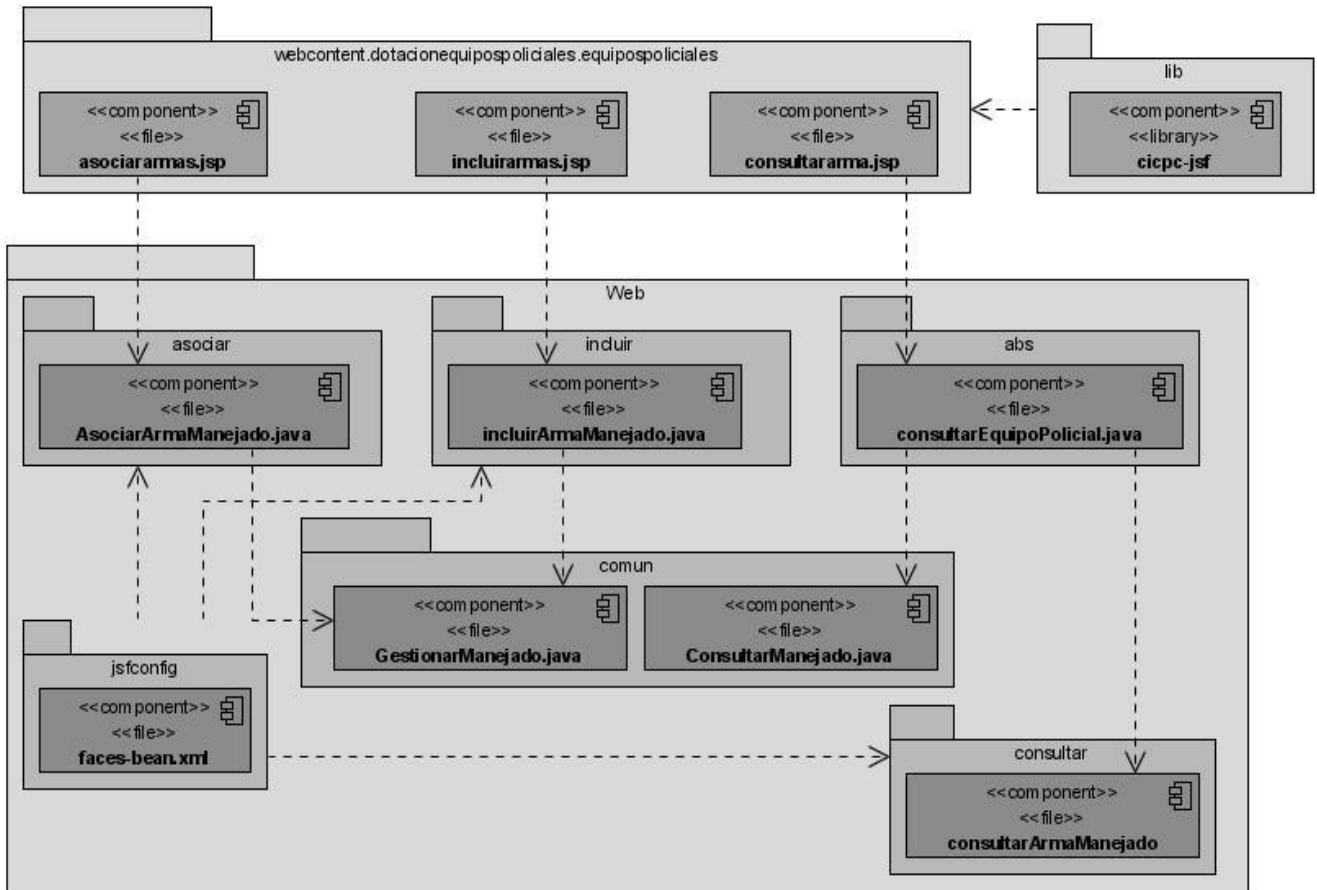 webcontent.dotacionequipospoliciales.equipospoliciales
<<component>>
<<file>>
asociararmas.jsp
<<component>>
<<file>>
incluirarmas.jsp
<<component>>
<<file>>
consultararma.jsp
lib
<<component>>
<<library>>
cicpc-jsf
Web
asociar
<<component>>
<<file>>
AsociarArmaManejado.java
incluir
<<component>>
<<file>>
incluirArmaManejado.java
abs
<<component>>
<<file>>
consultarEquipoPolicial.java
comun
<<component>>
<<file>>
GestionarManejado.java
<<component>>
<<file>>
ConsultarManejado.java
jsfconfig
<<component>>
<<file>>
faces-bean.xml
consultar
<<component>>
<<file>>
consultarArmaManejado